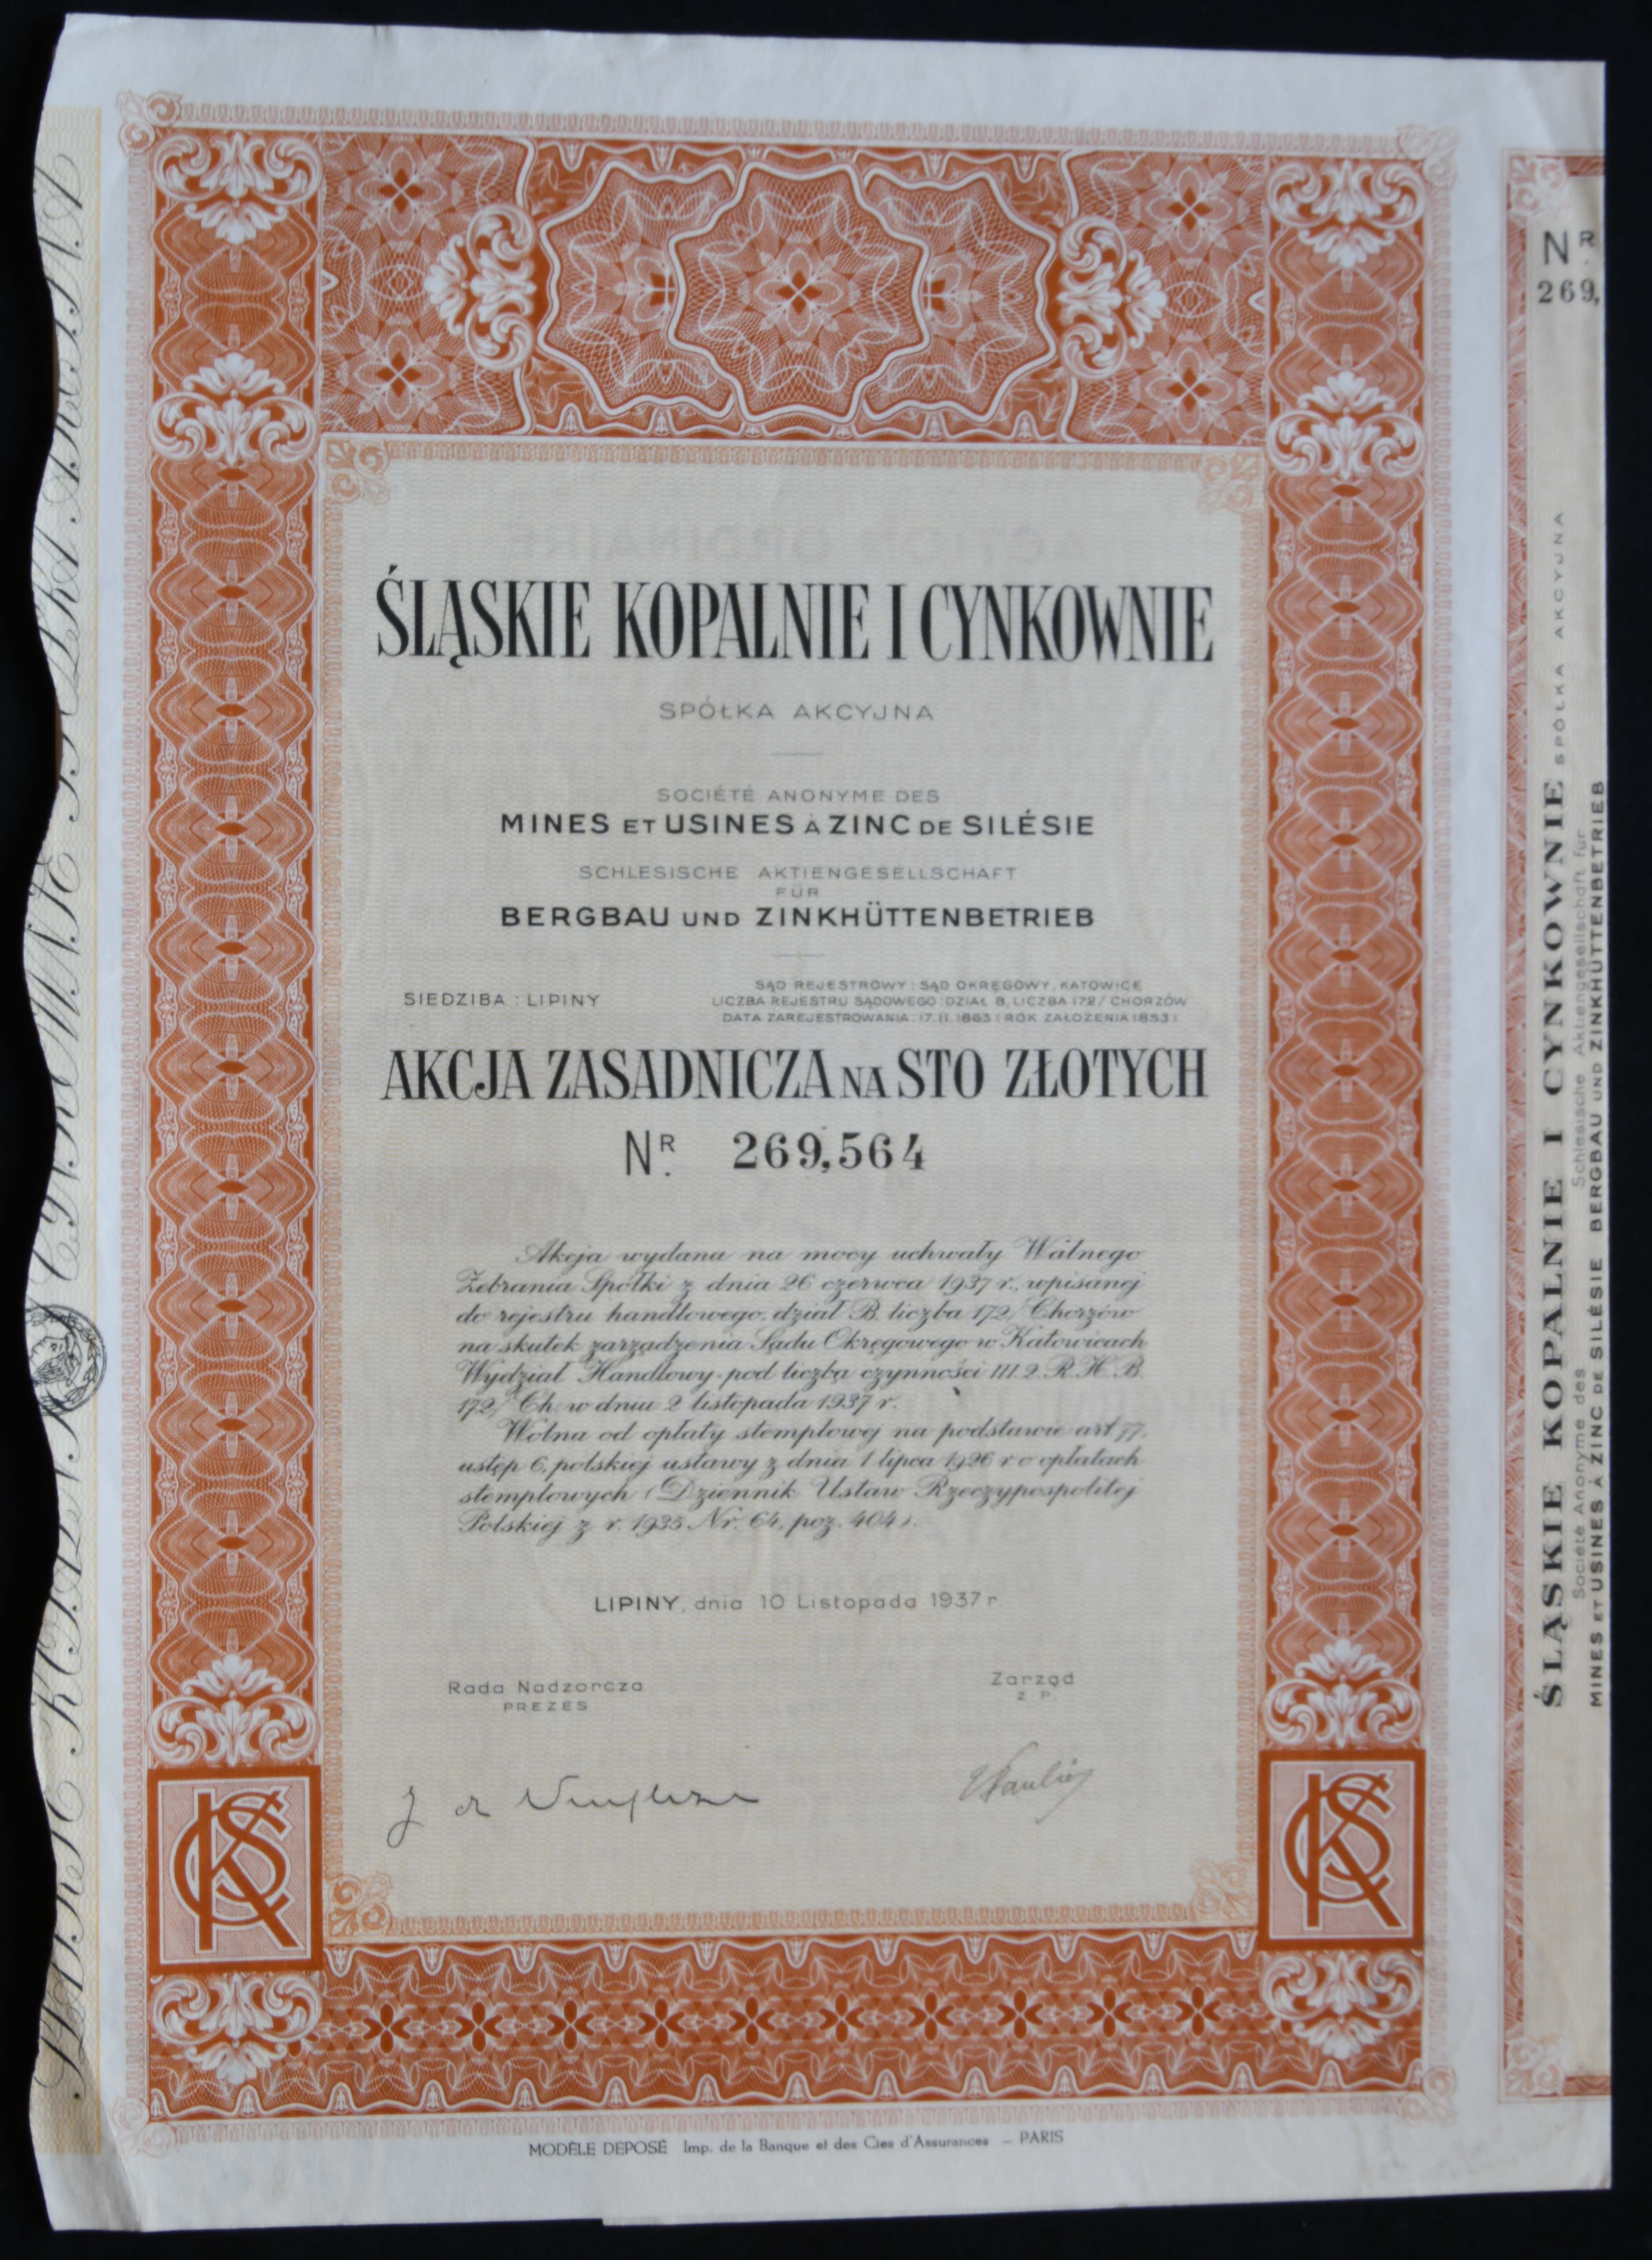 ŚLĄSKIE KOPALNIE I CYNKOWNIE
SPÓŁKA AKCYJNA
SOCIÉTÉ ANONYME DES
MINES ET USINES À ZINC DE SILÉSIE
SCHLESISCHE AKTIENGESELLSCHAFT
FÜR
BERGBAU UND ZINKHÜTTENBETRIEB
SIEDZIBA : LIPINY
SĄD REJESTROWY : SĄD OKRĘGOWY, KATOWICE
LICZBA REJESTRU SĄDOWEGO : DZIAŁ B, LICZBA 172/ CHORZÓW
DATA ZAREJESTROWANIA : 17.II.1863 (ROK ZAŁOŻENIA 1853)
AKCJA ZASADNICZA NA STO ZŁOTYCH
NR. 269,564
Akcja wydana na mocy uchwały Walnego
Zebrania Spółki z dnia 26 czerwca 1937 r., wpisanej
do rejestru handlowego, dział B. liczba 172/ Chorzów
na skutek zarządzenia Sądu Okręgowego w Katowicach
Wydział Handlowy - pod liczbą czynności III. 2. R. H. B.
172/ Ch. w dniu 2 listopada 1937 r.
Wolna od opłaty stemplowej na podstawie art 77.
ustęp 6, polskiej ustawy z dnia 1 lipca 1926 r. o opłatach
stemplowych (Dziennik Ustaw Rzeczypospolitej
Polskiej z r. 1935 Nr. 64, poz. 404).
LIPINY, dnia 10 Listopada 1937 r
Rada Nadzorcza
PREZES
Zarząd
Z P.
KSC
KSC
MODÈLE DÉPOSÉ Imp. de la Banque et des Cies d'Assurances — PARIS
NR.
269,
ŚLĄSKIE KOPALNIE I CYNKOWNIE SPÓŁKA AKCYJNA
Société Anonyme des
MINES ET USINES À ZINC DE SILÉSIE
Schlesische Aktiengesellschaft für
BERGBAU UND ZINKHÜTTENBETRIEB